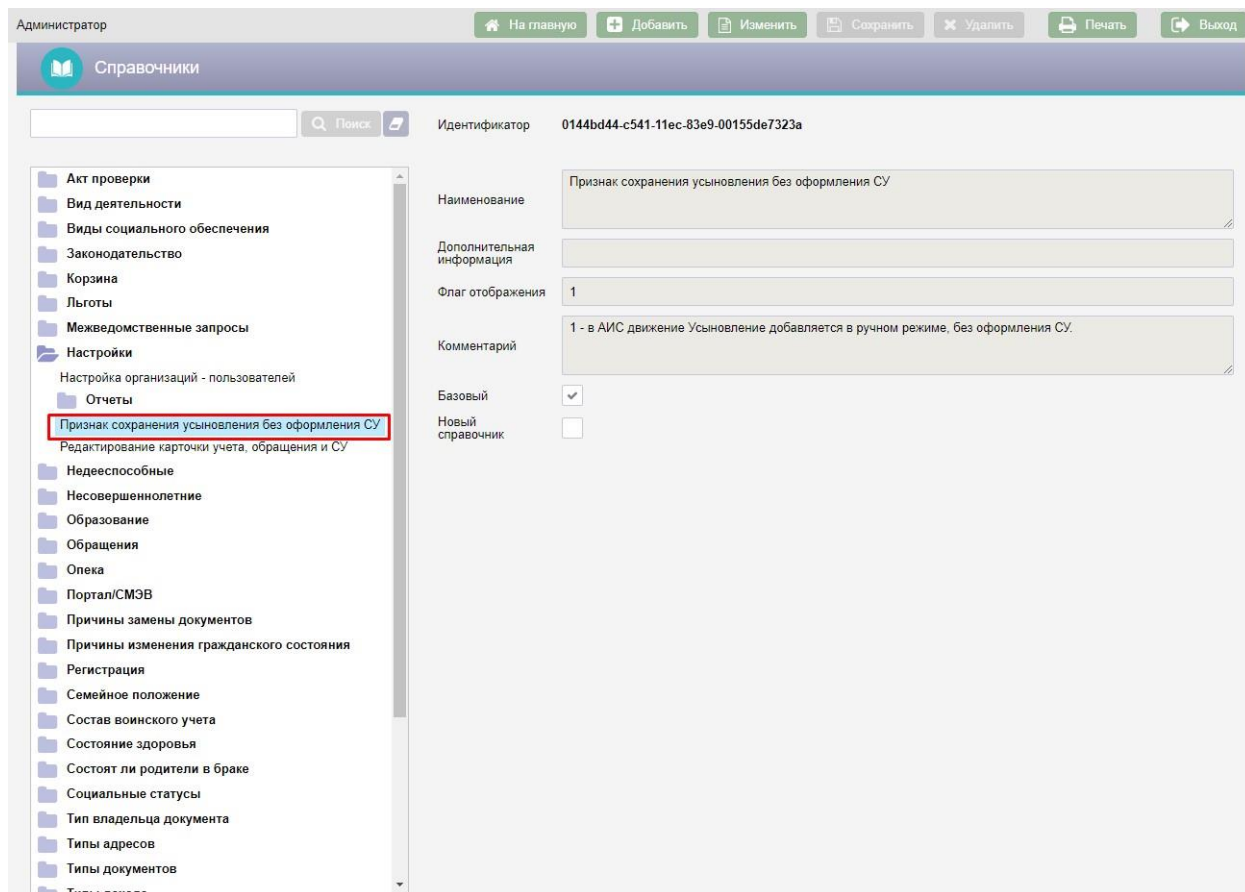 Администратор
На главную
Добавить
Изменить
Сохранить
Удалить
Печать
Выход
Справочники
Поиск
Акт проверки
Вид деятельности
Виды социального обеспечения
Законодательство
Корзина
Льготы
Межведомственные запросы
Настройки
Настройка организаций - пользователей
Отчеты
Признак сохранения усыновления без оформления СУ
Редактирование карточки учета, обращения и СУ
Недееспособные
Несовершеннолетние
Образование
Обращения
Опека
Портал/СМЭВ
Причины замены документов
Причины изменения гражданского состояния
Регистрация
Семейное положение
Состав воинского учета
Состояние здоровья
Состоят ли родители в браке
Социальные статусы
Тип владельца документа
Типы адресов
Типы документов
Идентификатор 0144bd44-c541-11ec-83e9-00155de7323a
Наименование
Признак сохранения усыновления без оформления СУ
Дополнительная
информация
Флаг отображения 1
Комментарий
1 - в АИС движение Усыновление добавляется в ручном режиме, без оформления СУ.
Базовый
Новый
справочник